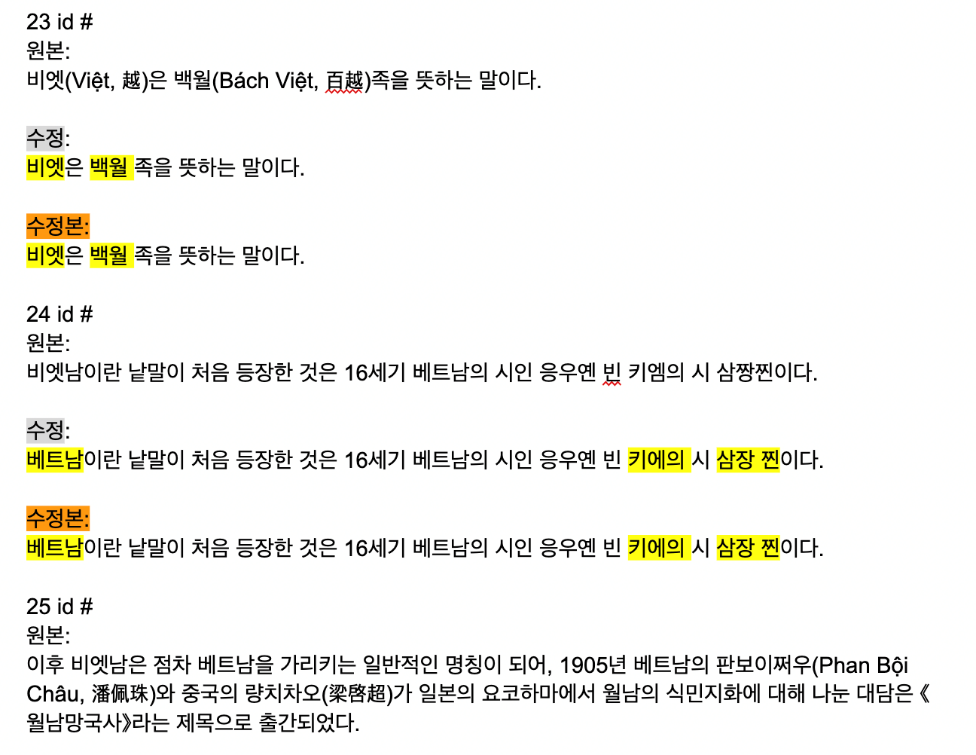 23 id #
원본:
비엣(Việt, 越)은 백월(Bách Việt, 百越)족을 뜻하는 말이다.
수정:
비엣은 백월 족을 뜻하는 말이다.
수정본:
비엣은 백월 족을 뜻하는 말이다.
24 id #
원본:
비엣남이란 낱말이 처음 등장한 것은 16세기 베트남의 시인 응우옌 빈 키엠의 시 삼짱찐이다.
수정:
베트남이란 낱말이 처음 등장한 것은 16세기 베트남의 시인 응우옌 빈 키에의 시 삼장 찐이다.
수정본:
베트남이란 낱말이 처음 등장한 것은 16세기 베트남의 시인 응우옌 빈 키에의 시 삼장 찐이다.
25 id #
원본:
이후 비엣남은 점차 베트남을 가리키는 일반적인 명칭이 되어, 1905년 베트남의 판보이쩌우(Phan Bội
Châu, 潘佩珠)와 중국의 량치차오(梁啓超)가 일본의 요코하마에서 월남의 식민지화에 대해 나눈 대담은 《
월남망국사》라는 제목으로 출간되었다.